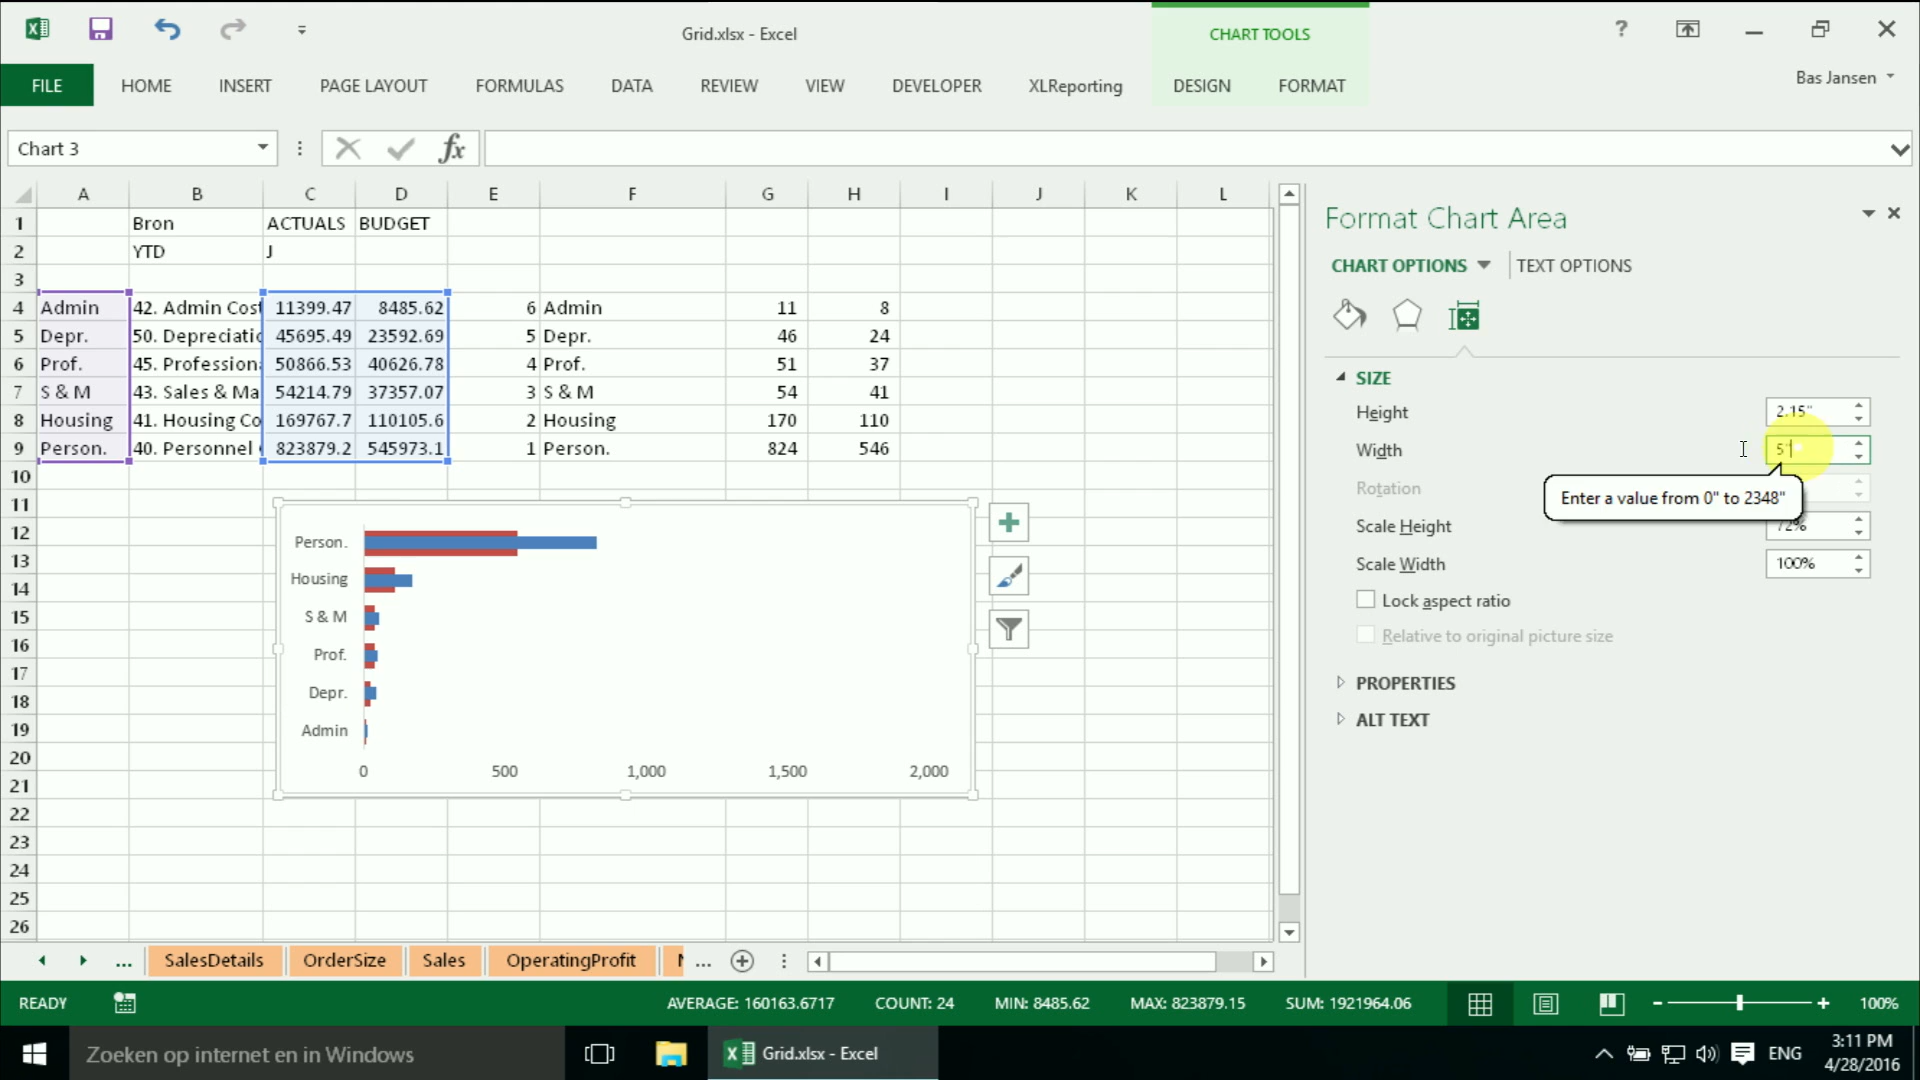 Grid.xlsx - Excel
CHART TOOLS
?
FILE HOME INSERT PAGE LAYOUT FORMULAS DATA REVIEW VIEW DEVELOPER XLReporting DESIGN FORMAT
Bas Jansen
Chart 3
fx
A B C D E F G H I J K L
1 Bron ACTUALS BUDGET
2 YTD J
3
4 Admin 42. Admin Cost 11399.47 8485.62 6 Admin 11 8
5 Depr. 50. Depreciatio 45695.49 23592.69 5 Depr. 46 24
6 Prof. 45. Profession 50866.53 40626.78 4 Prof. 51 37
7 S & M 43. Sales & Ma 54214.79 37357.07 3 S & M 54 41
8 Housing 41. Housing Co 169767.7 110105.6 2 Housing 170 110
9 Person. 40. Personnel 823879.2 545973.1 1 Person. 824 546
10
11
12
13
14
15
16
17
18
19
20
21
22
23
24
25
26
Person.
Housing
S & M
Prof.
Depr.
Admin
0 500 1,000 1,500 2,000
Format Chart Area
CHART OPTIONS TEXT OPTIONS
SIZE
Height 2.15"
Width 5"
Rotation
Enter a value from 0" to 2348"
Scale Height 72%
Scale Width 100%
Lock aspect ratio
Relative to original picture size
PROPERTIES
ALT TEXT
... SalesDetails OrderSize Sales OperatingProfit ...
READY AVERAGE: 160163.6717 COUNT: 24 MIN: 8485.62 MAX: 823879.15 SUM: 1921964.06 100%
Zoeken op internet en in Windows
Grid.xlsx - Excel
ENG
3:11 PM
4/28/2016